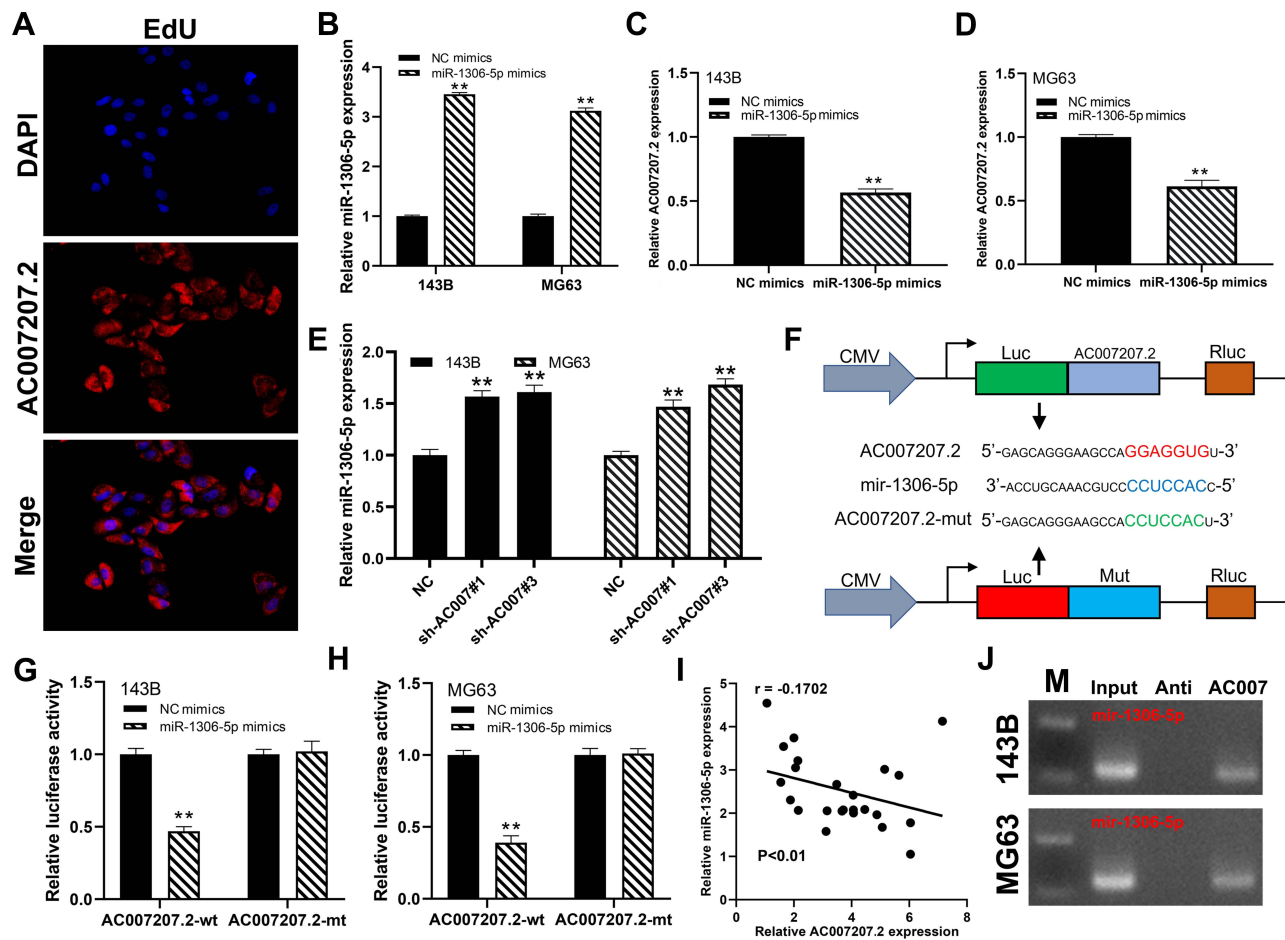 A
EdU
DAPI
AC007207.2
Merge
B
NC mimics
miR-1306-5p mimics
Relative miR-1306-5p expression
4
3
2
1
0
**
**
143B
MG63
C
143B
NC mimics
miR-1306-5p mimics
Relative AC007207.2 expression
1.5
1.0
0.5
0.0
**
NC mimics
miR-1306-5p mimics
D
MG63
NC mimics
miR-1306-5p mimics
Relative AC007207.2 expression
1.5
1.0
0.5
0.0
**
NC mimics
miR-1306-5p mimics
E
143B
MG63
Relative miR-1306-5p expression
2.0
1.5
1.0
0.5
0.0
**
**
**
**
NC
sh-AC007#1
sh-AC007#3
NC
sh-AC007#1
sh-AC007#3
F
CMV
Luc
AC007207.2
Rluc
AC007207.2 5'-GAGCAGGGAAGCCAGGAGGUGU-3'
mir-1306-5p 3'-ACCUGCAAACGUCCCCUCCACC-5'
AC007207.2-mut 5'-GAGCAGGGAAGCCACCUCCACU-3'
CMV
Luc
Mut
Rluc
G
143B
NC mimics
miR-1306-5p mimics
Relative luciferase activity
1.5
1.0
0.5
0.0
**
AC007207.2-wt
AC007207.2-mt
H
MG63
NC mimics
miR-1306-5p mimics
Relative luciferase activity
1.5
1.0
0.5
0.0
**
AC007207.2-wt
AC007207.2-mt
I
r = -0.1702
Relative miR-1306-5p expression
5
4
3
2
1
0
P<0.01
0
2
4
6
8
Relative AC007207.2 expression
J
M
Input
Anti
AC007
143B
mir-1306-5p
MG63
mir-1306-5p